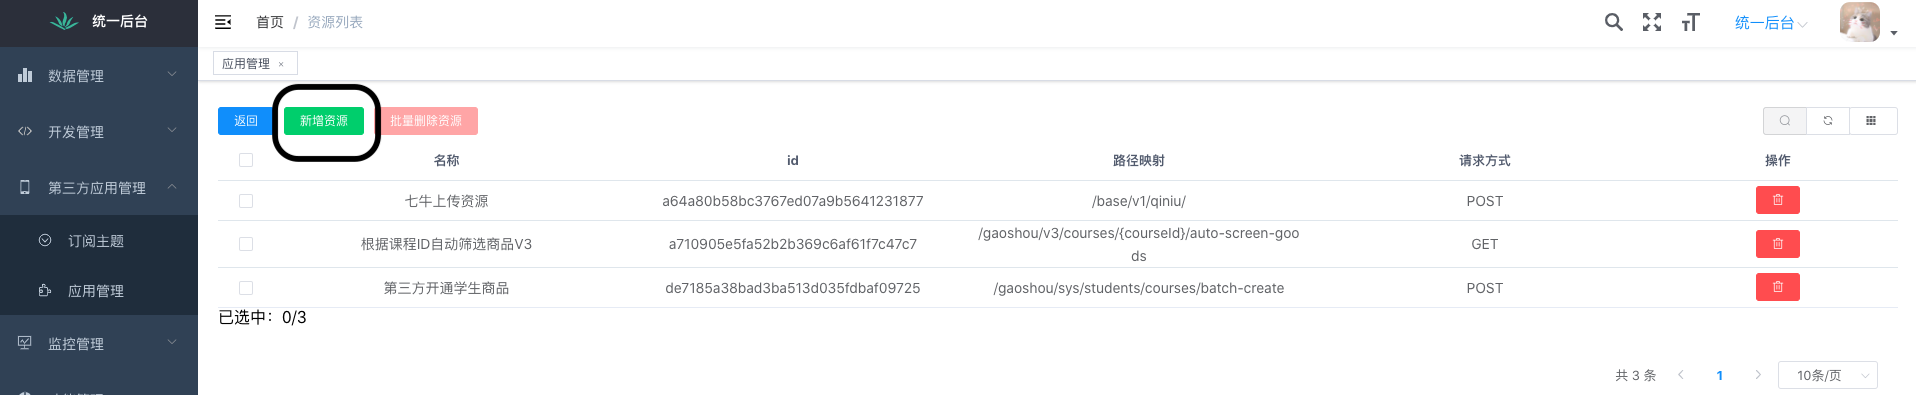 统一后台
首页 / 资源列表
统一后台
数据管理
应用管理 ×
开发管理
返回 新增资源 批量删除资源
名称 id 路径映射 请求方式 操作
第三方应用管理
七牛上传资源 a64a80b58bc3767ed07a9b5641231877 /base/v1/qiniu/ POST
订阅主题
根据课程ID自动筛选商品V3 a710905e5fa52b2b369c6af61f7c47c7 /gaoshou/v3/courses/{courseId}/auto-screen-goo
ds GET
应用管理
第三方开通学生商品 de7185a38bad3ba513d035fdbaf09725 /gaoshou/sys/students/courses/batch-create POST
已选中：0/3
监控管理
共 3 条 1 10条/页